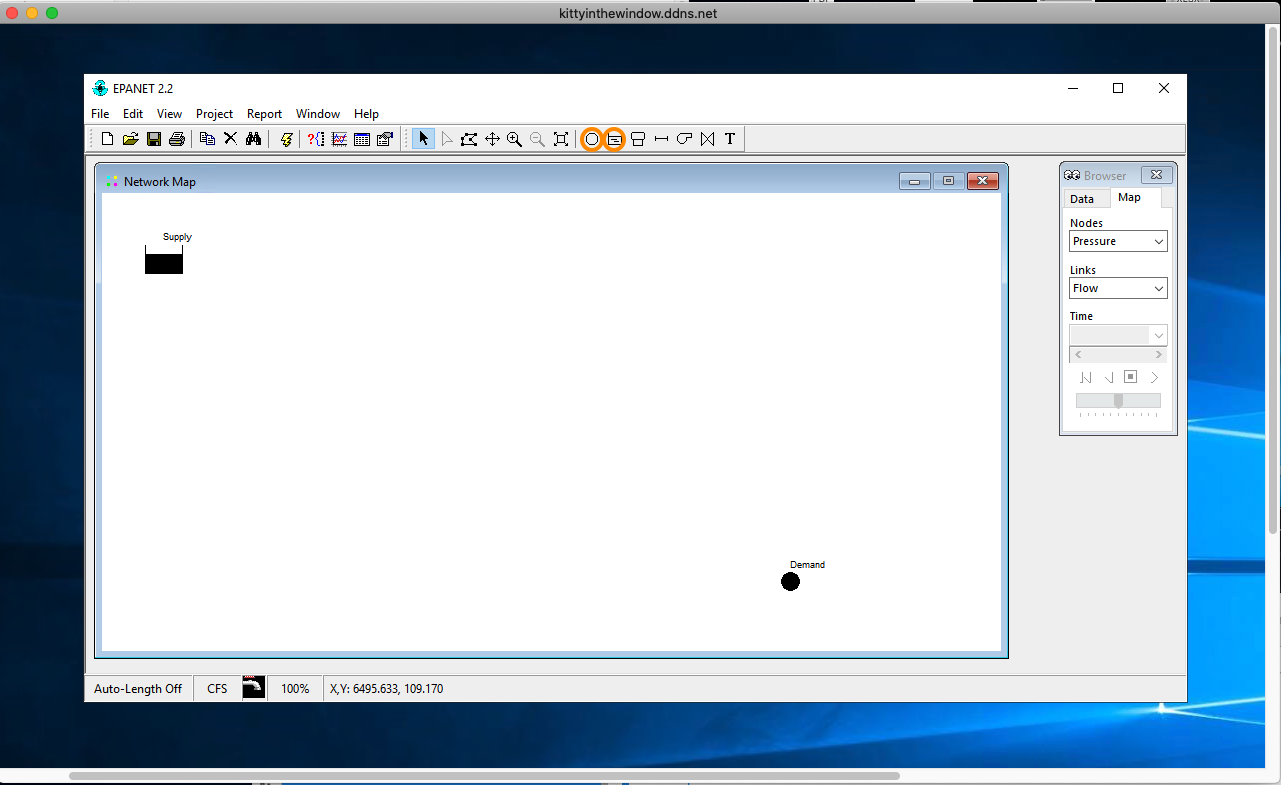 kittyinthewindow.ddns.net
EPANET 2.2
File Edit View Project Report Window Help
T
Network Map
Browser
Data Map
Supply
Nodes
Pressure
Links
Flow
Time
Demand
Auto-Length Off CFS 100% X,Y: 6495.633, 109.170